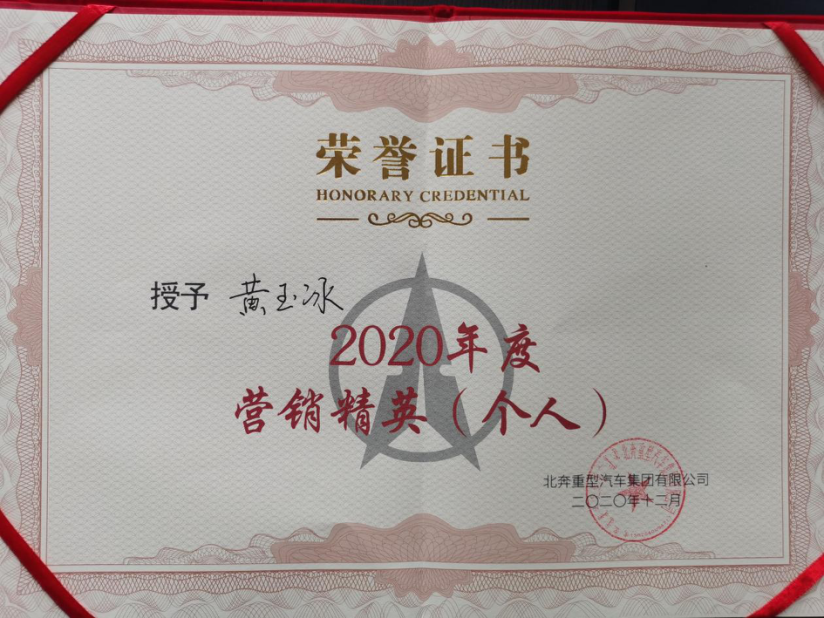 荣誉证书
HONORARY CREDENTIAL
授予 黄玉冰
2020年度
营销精英（个人）
北奔重型汽车集团有限公司
二〇二〇年十二月